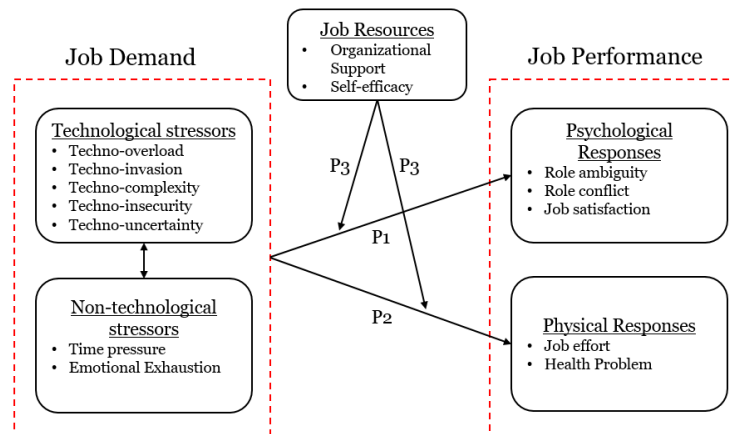 Job Demand
Job Resources
• Organizational
Support
• Self-efficacy
Job Performance
Technological stressors
• Techno-overload
• Techno-invasion
• Techno-complexity
• Techno-insecurity
• Techno-uncertainty
Non-technological
stressors
• Time pressure
• Emotional Exhaustion
P3
P3
P1
P2
Psychological
Responses
• Role ambiguity
• Role conflict
• Job satisfaction
Physical Responses
• Job effort
• Health Problem